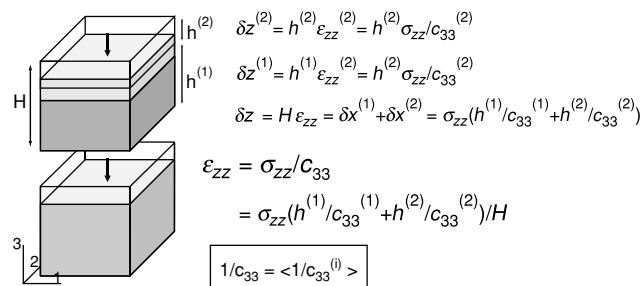 h⁽²⁾
h⁽¹⁾
H
3
2
1
δz⁽²⁾ = h⁽²⁾εzz⁽²⁾ = h⁽²⁾σzz/c₃₃⁽²⁾
δz⁽¹⁾ = h⁽¹⁾εzz⁽²⁾ = h⁽²⁾σzz/c₃₃⁽²⁾
δz = H εzz = δx⁽¹⁾+δx⁽²⁾ = σzz(h⁽¹⁾/c₃₃⁽¹⁾+h⁽²⁾/c₃₃⁽²⁾)
εzz = σzz/c₃₃
= σzz(h⁽¹⁾/c₃₃⁽¹⁾+h⁽²⁾/c₃₃⁽²⁾)/H
1/c₃₃ = <1/c₃₃⁽ⁱ⁾ >